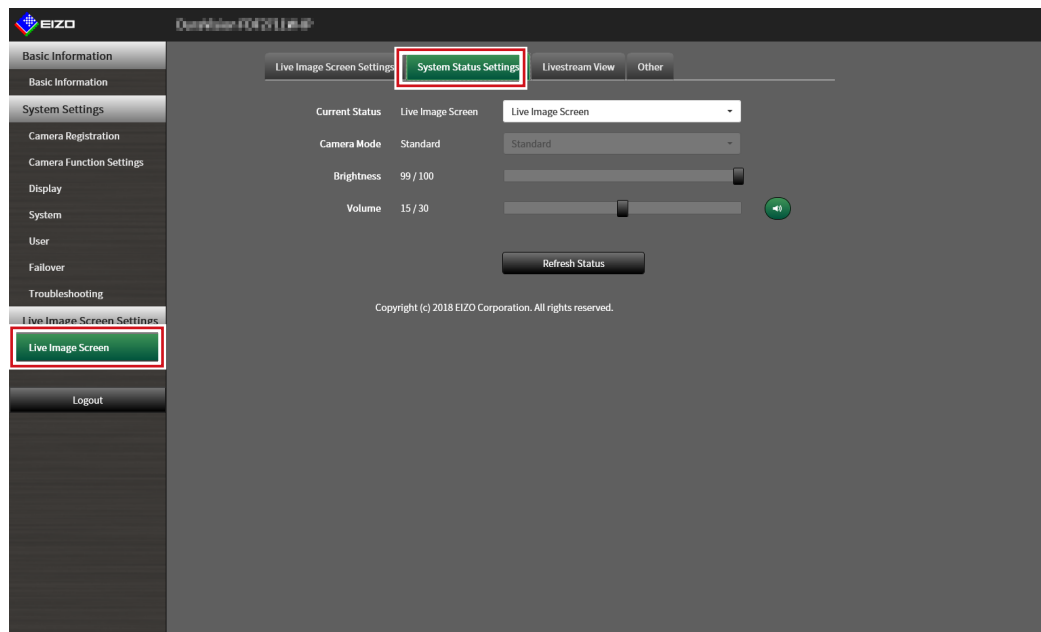 EIZO
Basic Information
Basic Information
System Settings
Camera Registration
Camera Function Settings
Display
System
User
Failover
Troubleshooting
Live Image Screen Settings
Live Image Screen
Logout
Live Image Screen Settings System Status Settings Livestream View Other
Current Status Live Image Screen Live Image Screen
Camera Mode Standard Standard
Brightness 99 / 100
Volume 15 / 30
Refresh Status
Copyright (c) 2018 EIZO Corporation. All rights reserved.